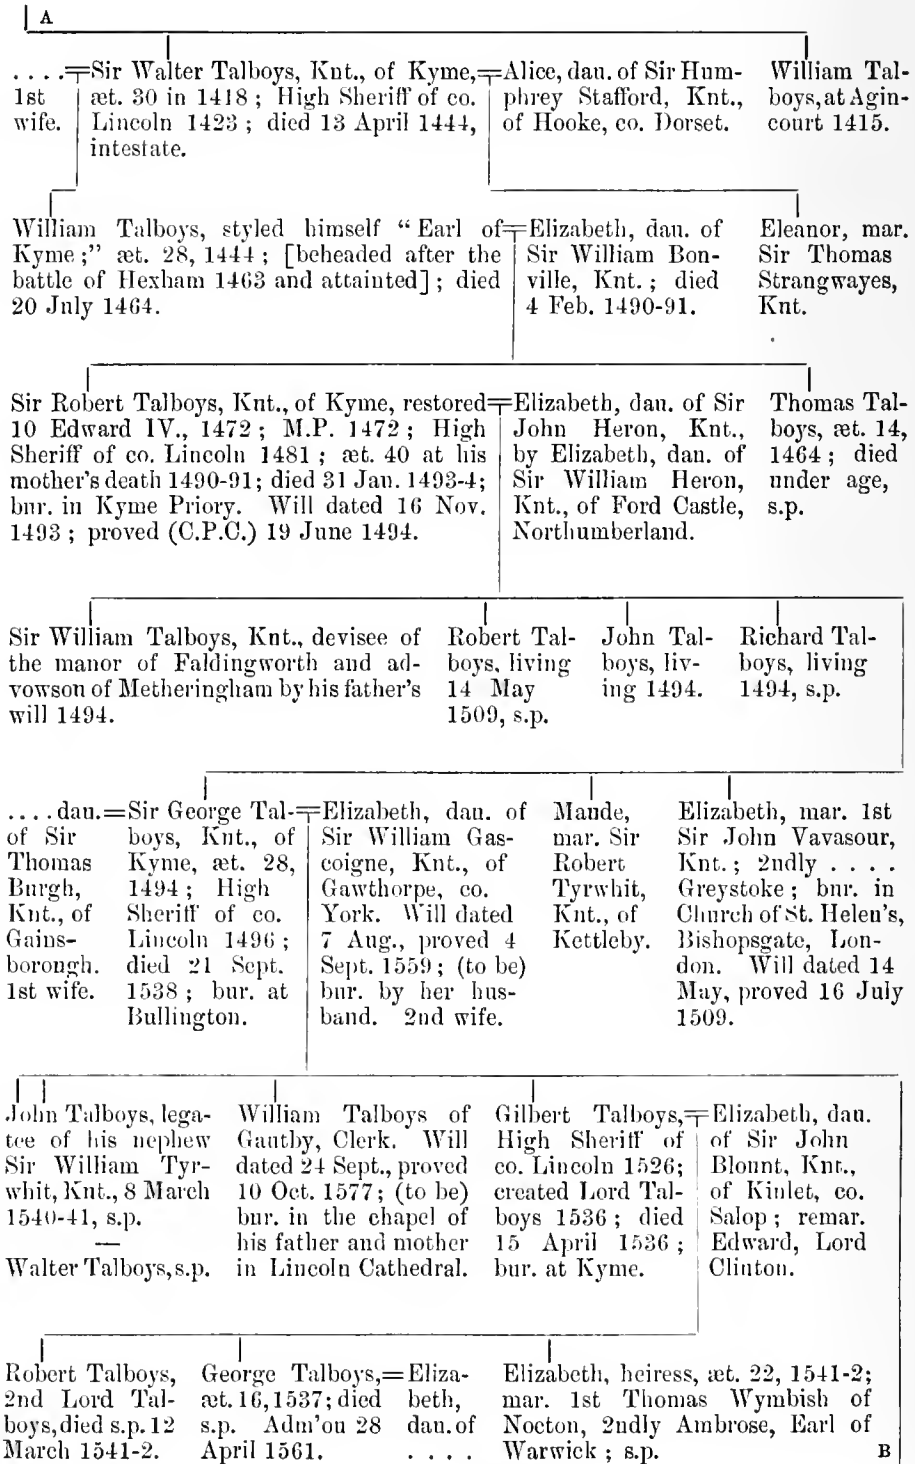 A
. . . .=Sir Walter Talboys, Knt., of Kyme,=Alice, dau. of Sir Hum- William Tal-
1st æt. 30 in 1418 ; High Sheriff of co. phrey Stafford, Knt., boys, at Agin-
wife. Lincoln 1423 ; died 13 April 1444, of Hooke, co. Dorset. court 1415.
intestate.
William Talboys, styled himself “ Earl of=Elizabeth, dau. of Eleanor, mar.
Kyme ;” æt. 28, 1444 ; [beheaded after the Sir William Bon- Sir Thomas
battle of Hexham 1463 and attainted] ; died ville, Knt. ; died Strangwayes,
20 July 1464. 4 Feb. 1490-91. Knt.
Sir Robert Talboys, Knt., of Kyme, restored=Elizabeth, dau. of Sir Thomas Tal-
10 Edward IV., 1472 ; M.P. 1472 ; High John Heron, Knt., boys, æt. 14,
Sheriff of co. Lincoln 1481 ; æt. 40 at his by Elizabeth, dau. of 1464 ; died
mother's death 1490-91; died 31 Jan. 1493-4; Sir William Heron, under age,
bur. in Kyme Priory. Will dated 16 Nov. Knt., of Ford Castle, s.p.
1493 ; proved (C.P.C.) 19 June 1494. Northumberland.
Sir William Talboys, Knt., devisee of Robert Tal- John Tal- Richard Tal-
the manor of Faldingworth and ad- boys, living boys, liv- boys, living
vowson of Metheringham by his father's 14 May ing 1494. 1494, s.p.
will 1494. 1509, s.p.
. . . . dau.=Sir George Tal-=Elizabeth, dau. of Maude, Elizabeth, mar. 1st
of Sir boys, Knt., of Sir William Gas- mar. Sir Sir John Vavasour,
Thomas Kyme, æt. 28, coigne, Knt., of Robert Knt. ; 2ndly . . . .
Burgh, 1494 ; High Gawthorpe, co. Tyrwhit, Greystoke ; bur. in
Knt., of Sheriff of co. York. Will dated Knt., of Church of St. Helen's,
Gains- Lincoln 1496 ; 7 Aug., proved 4 Kettleby. Bishopsgate, Lon-
borough. died 21 Sept. Sept. 1559 ; (to be) don. Will dated 14
1st wife. 1538 ; bur. at bur. by her hus- May, proved 16 July
Bullington. band. 2nd wife. 1509.
John Talboys, lega- William Talboys of Gilbert Talboys,=Elizabeth, dau.
tee of his nephew Gautby, Clerk. Will High Sheriff of of Sir John
Sir William Tyr- dated 24 Sept., proved co. Lincoln 1526; Blount, Knt.,
whit, Knt., 8 March 10 Oct. 1577; (to be) created Lord Tal- of Kinlet, co.
1540-41, s.p. bur. in the chapel of boys 1536 ; died Salop ; remar.
— his father and mother 15 April 1536 ; Edward, Lord
Walter Talboys, s.p. in Lincoln Cathedral. bur. at Kyme. Clinton.
Robert Talboys, George Talboys,=Eliza- Elizabeth, heiress, æt. 22, 1541-2;
2nd Lord Tal- æt. 16, 1537; died beth, mar. 1st Thomas Wymbish of
boys, died s.p. 12 s.p. Adm'on 28 dau. of Nocton, 2ndly Ambrose, Earl of
March 1541-2. April 1561. . . . . Warwick ; s.p. B